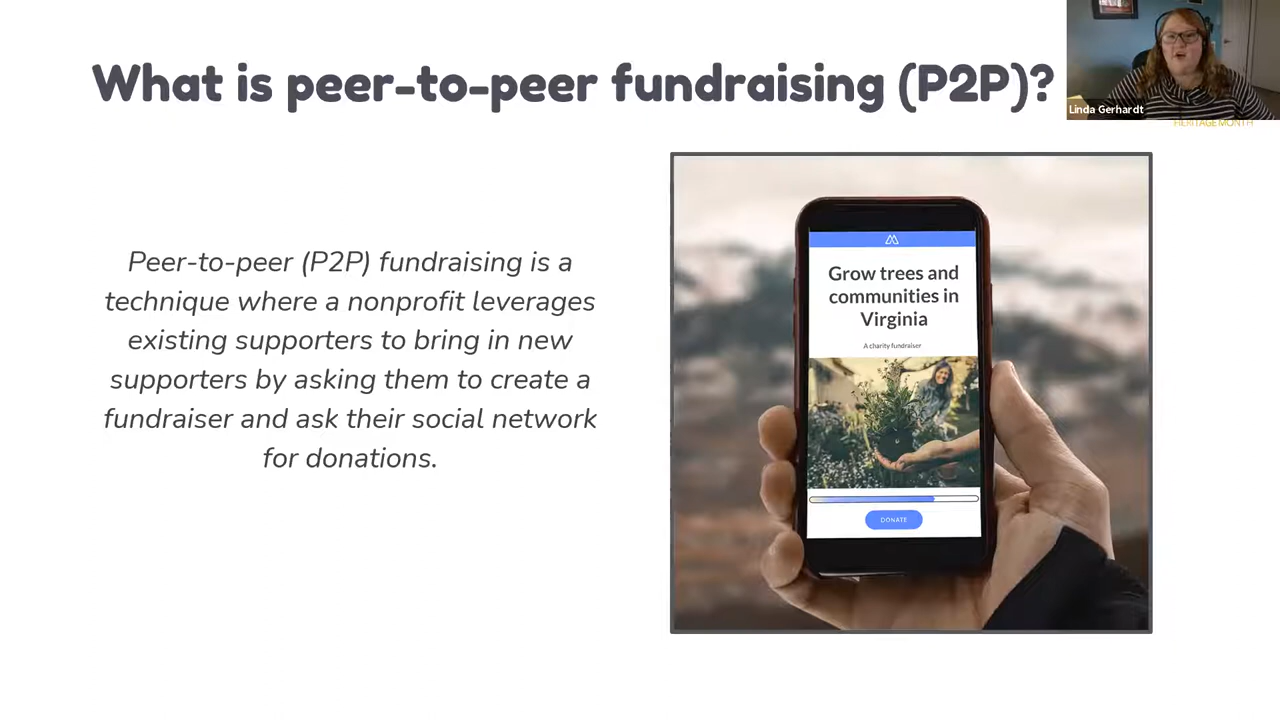 What is peer-to-peer fundraising (P2P)?
Linda Gerhardt
HERITAGE MONTH
Peer-to-peer (P2P) fundraising is a
technique where a nonprofit leverages
existing supporters to bring in new
supporters by asking them to create a
fundraiser and ask their social network
for donations.
Grow trees and
communities in
Virginia
A charity fundraiser
DONATE